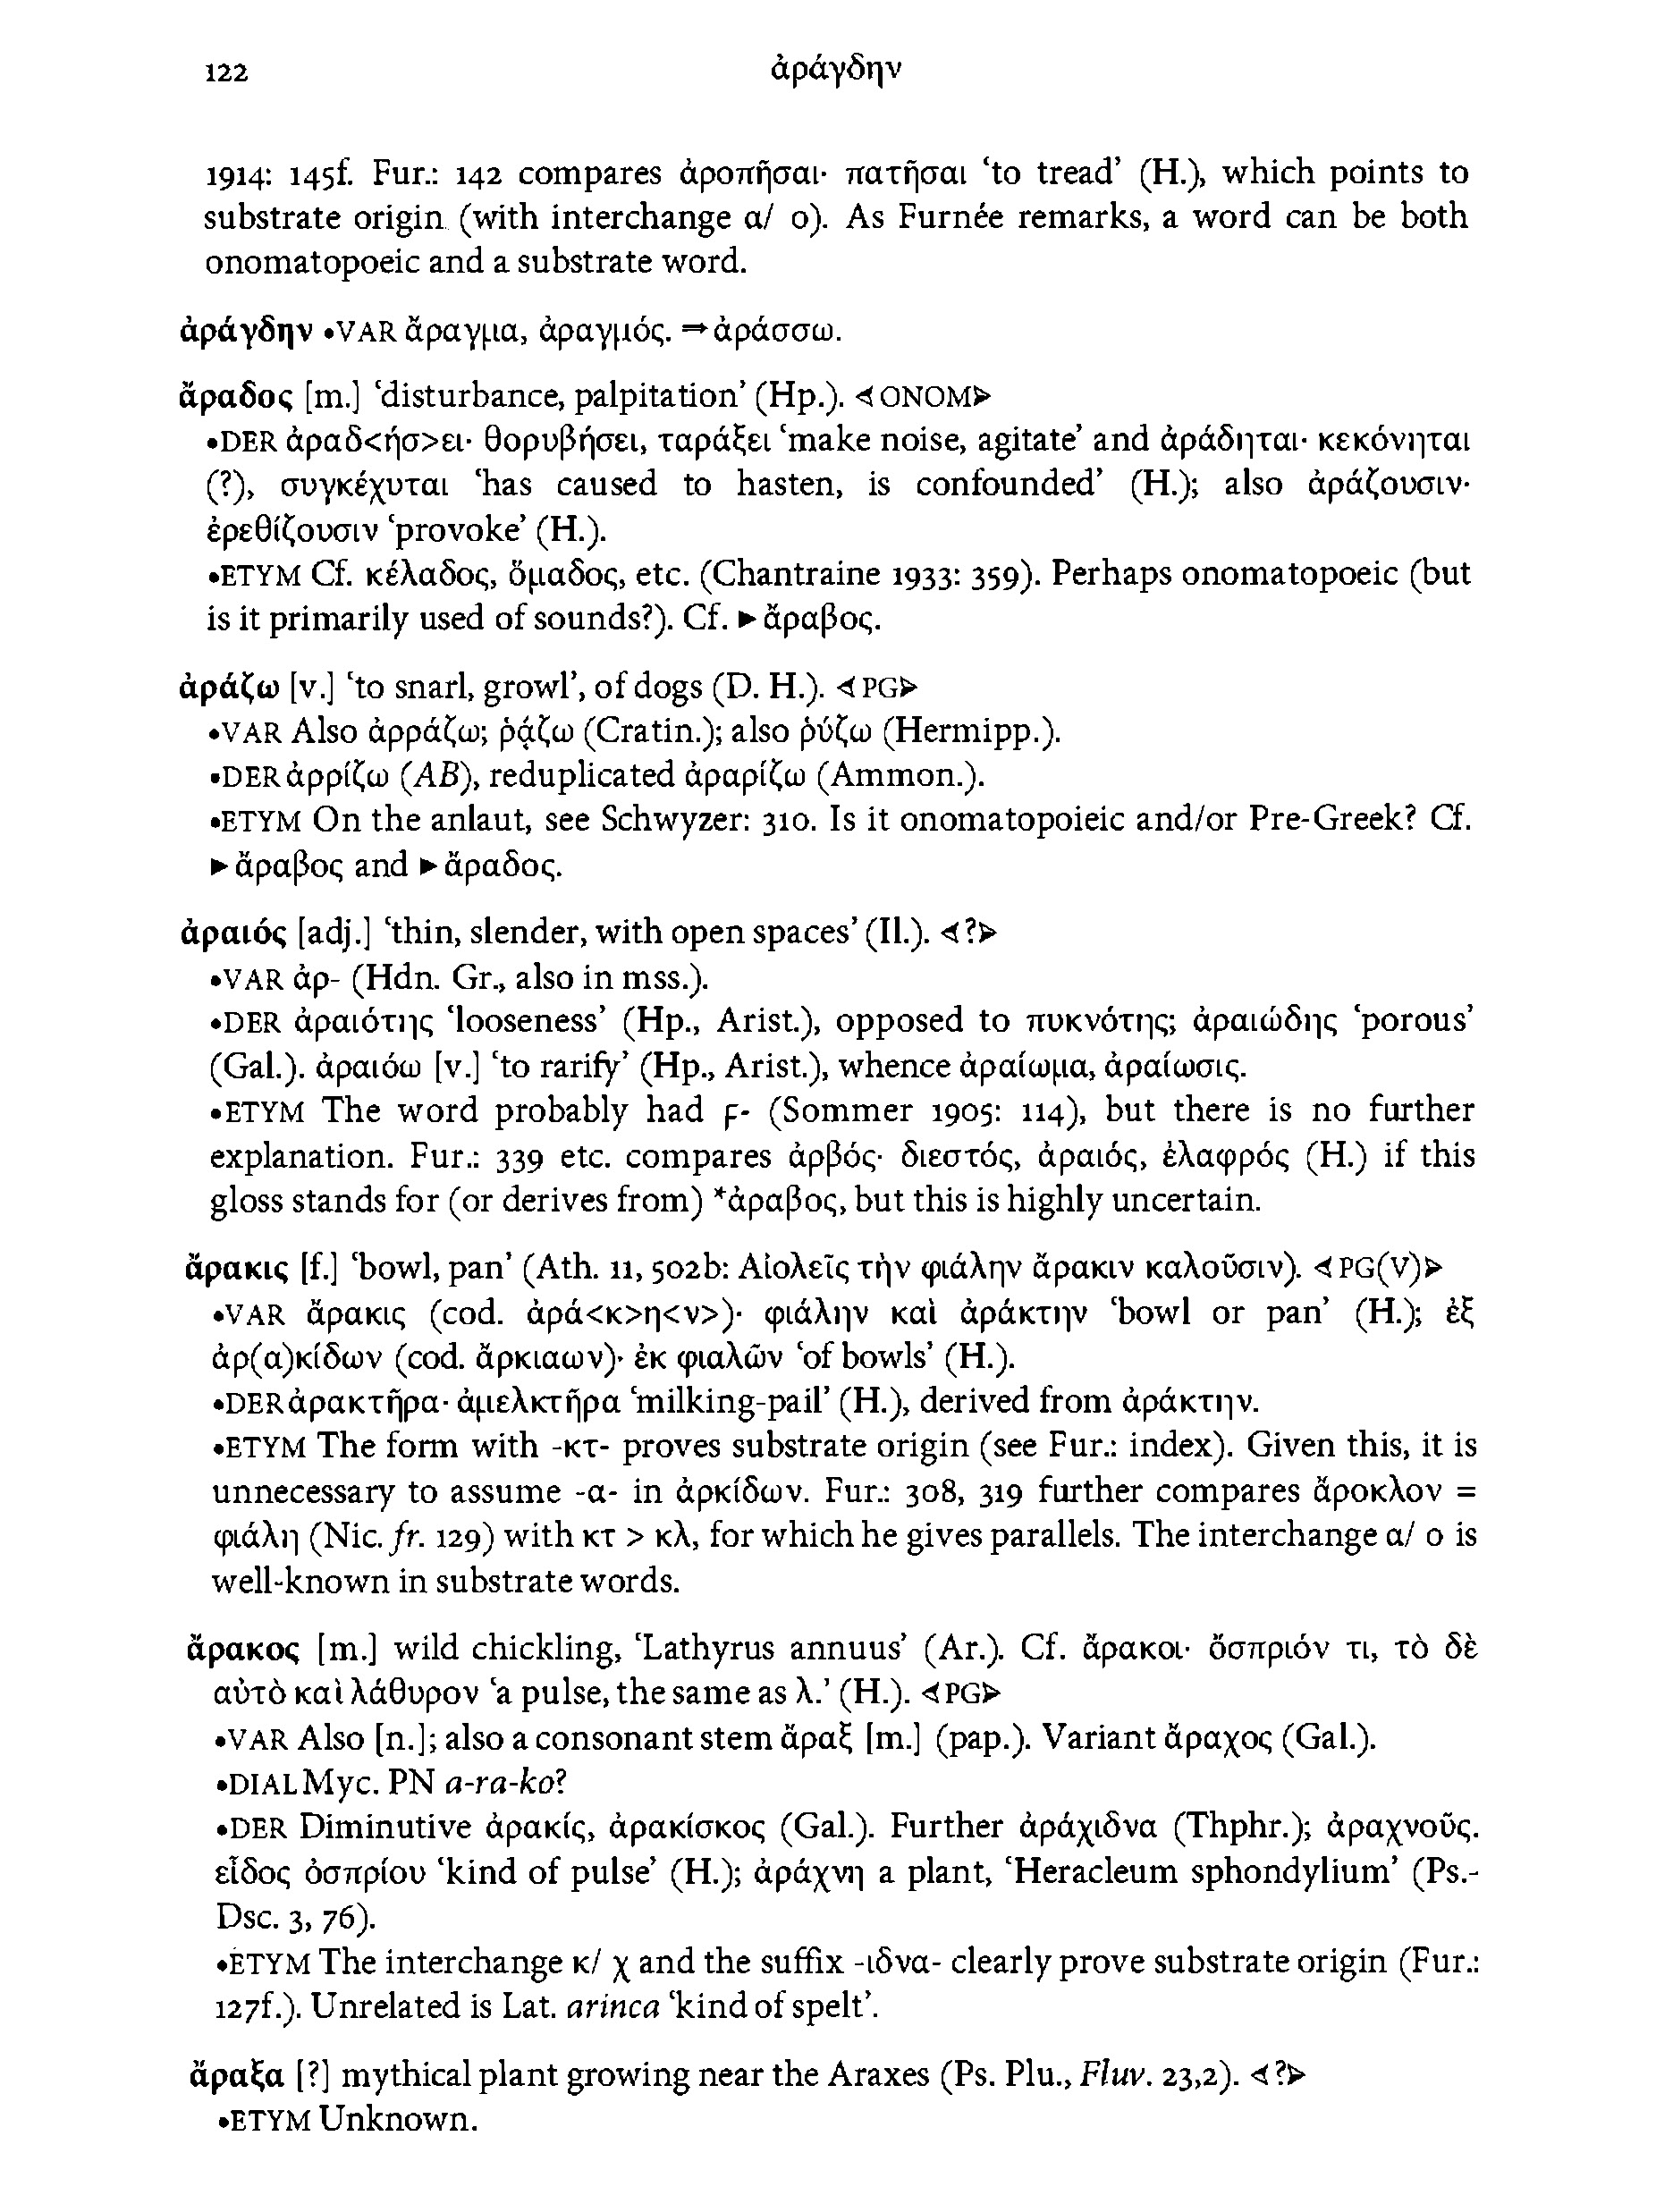 122 ἀράγδην
1914: 145f. Fur.: 142 compares ἀροπῆσαι· πατῆσαι ‘to tread’ (H.), which points to
substrate origin (with interchange α/ ο). As Furnée remarks, a word can be both
onomatopoeic and a substrate word.
ἀράγδην •VAR ἄραγμα, ἀραγμός. ⇒ἀράσσω.
ἄραδος [m.] ‘disturbance, palpitation’ (Hp.). ⊲ONOM⊳
•DER ἀραδ<ήσ>ει· θορυβήσει, ταράξει ‘make noise, agitate’ and ἀράδηται· κεκόνηται
(?), συγκέχυται ‘has caused to hasten, is confounded’ (H.); also ἀράζουσιν·
ἐρεθίζουσιν ‘provoke’ (H.).
•ETYM Cf. κέλαδος, ὅμαδος, etc. (Chantraine 1933: 359). Perhaps onomatopoeic (but
is it primarily used of sounds?). Cf. ►ἄραβος.
ἀράζω [v.] ‘to snarl, growl’, of dogs (D. H.). ⊲PG⊳
•VAR Also ἀρράζω; ῥᾴζω (Cratin.); also ῥύζω (Hermipp.).
•DER ἀρρίζω (AB), reduplicated ἀραρίζω (Ammon.).
•ETYM On the anlaut, see Schwyzer: 310. Is it onomatopoieic and/or Pre-Greek? Cf.
►ἄραβος and ►ἄραδος.
ἀραιός [adj.] ‘thin, slender, with open spaces’ (Il.). ⊲?⊳
•VAR ἁρ- (Hdn. Gr., also in mss.).
•DER ἀραιότης ‘looseness’ (Hp., Arist.), opposed to πυκνότης; ἀραιώδης ‘porous’
(Gal.). ἀραιόω [v.] ‘to rarify’ (Hp., Arist.), whence ἀραίωμα, ἀραίωσις.
•ETYM The word probably had ϝ- (Sommer 1905: 114), but there is no further
explanation. Fur.: 339 etc. compares ἀρβός· διεστός, ἀραιός, ἐλαφρός (H.) if this
gloss stands for (or derives from) *ἀραβος, but this is highly uncertain.
ἄρακις [f.] ‘bowl, pan’ (Ath. 11, 502b: Αἰολεῖς τὴν φιάλην ἄρακιν καλοῦσιν). ⊲PG(V)⊳
•VAR ἄρακις (cod. ἀρά<κ>η<ν>)· φιάλην καὶ ἀράκτην ‘bowl or pan’ (H.); ἐξ
ἀρ(α)κίδων (cod. ἄρκιαων)· ἐκ φιαλῶν ‘of bowls’ (H.).
•DER ἀρακτῆρα· ἀμελκτῆρα ‘milking-pail’ (H.), derived from ἀράκτην.
•ETYM The form with -κτ- proves substrate origin (see Fur.: index). Given this, it is
unnecessary to assume -α- in ἀρκίδων. Fur.: 308, 319 further compares ἄροκλον =
φιάλη (Nic. fr. 129) with κτ > κλ, for which he gives parallels. The interchange α/ ο is
well-known in substrate words.
ἄρακος [m.] wild chickling, ‘Lathyrus annuus’ (Ar.). Cf. ἄρακοι· ὄσπριόν τι, τὸ δὲ
αὐτὸ καὶ λάθυρον ‘a pulse, the same as λ.’ (H.). ⊲PG⊳
•VAR Also [n.]; also a consonant stem ἄραξ [m.] (pap.). Variant ἄραχος (Gal.).
•DIAL Myc. PN a-ra-ko?
•DER Diminutive ἀρακίς, ἀρακίσκος (Gal.). Further ἀράχιδνα (Thphr.); ἀραχνοῦς.
εἶδος ὀσπρίου ‘kind of pulse’ (H.); ἀράχνη a plant, ‘Heracleum sphondylium’ (Ps.-
Dsc. 3, 76).
•ETYM The interchange κ/ χ and the suffix -ιδνα- clearly prove substrate origin (Fur.:
127f.). Unrelated is Lat. arinca ‘kind of spelt’.
ἄραξα [?] mythical plant growing near the Araxes (Ps. Plu., Fluv. 23,2). ⊲?⊳
•ETYM Unknown.